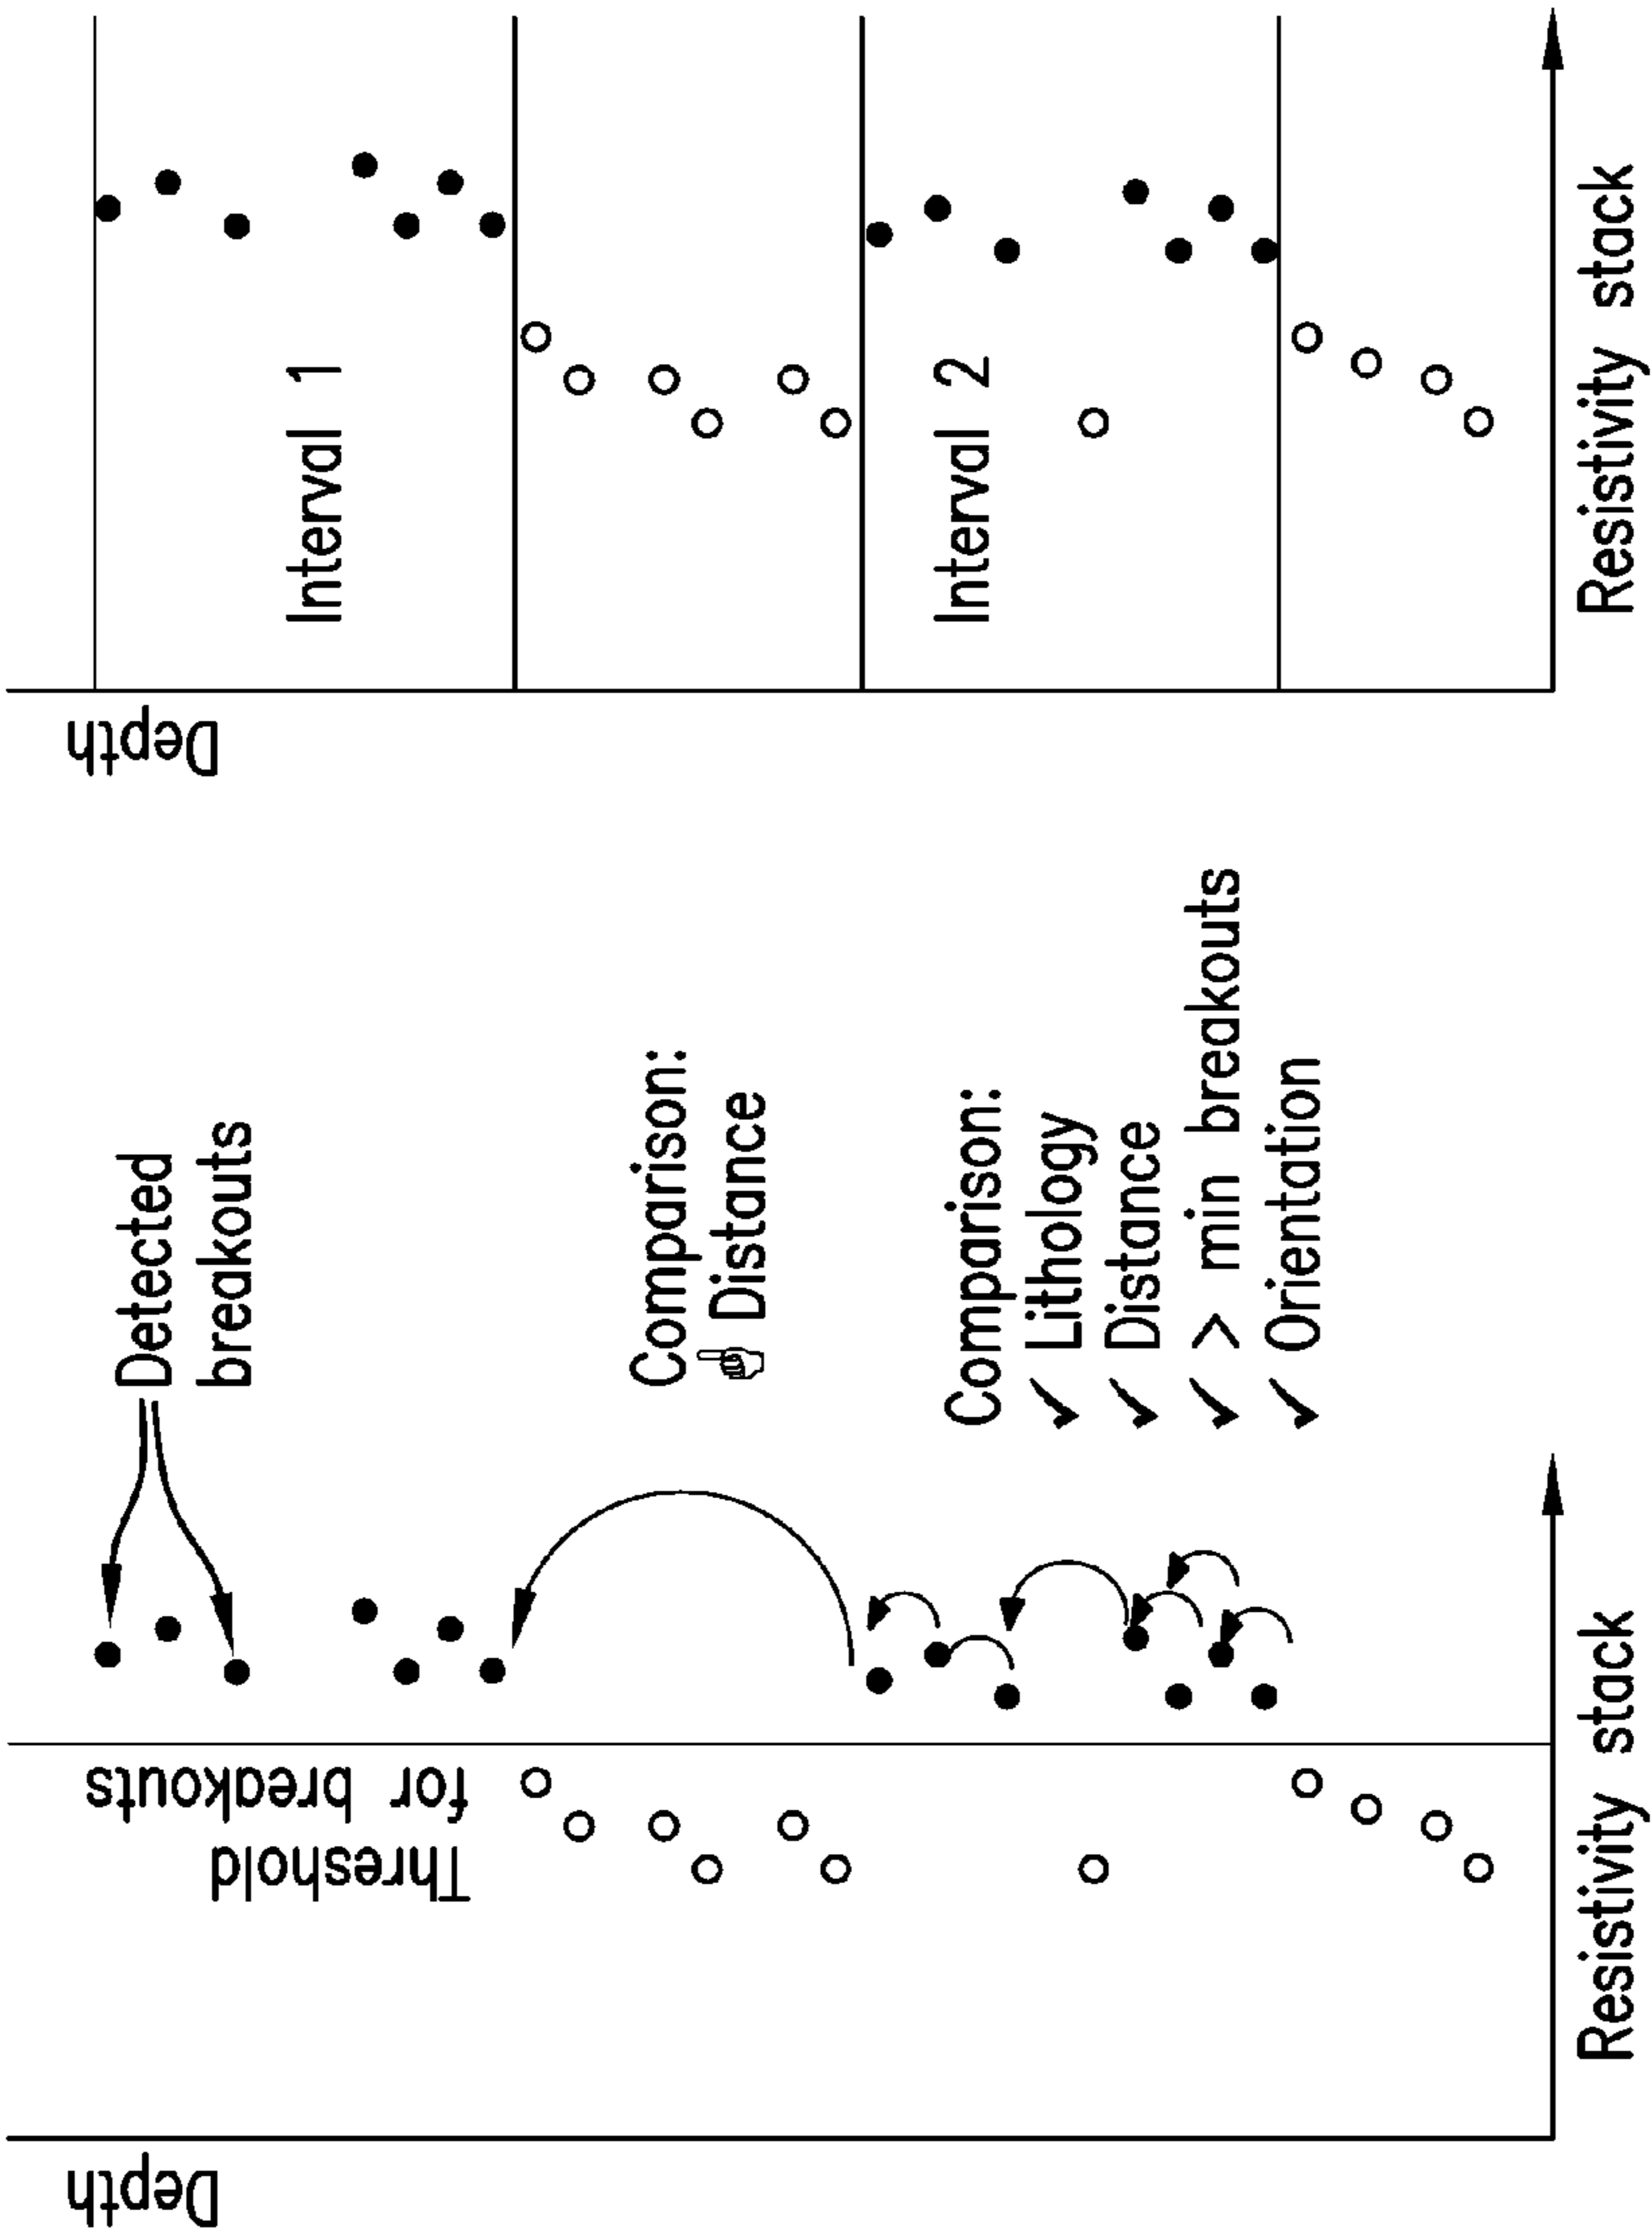 Depth
Threshold
for breakouts
Detected
breakouts
Comparison:
Distance
Comparison:
✓ Lithology
✓ Distance
✓ > min breakouts
✓ Orientation
Resistivity stack
Depth
Interval 1
Interval 2
Resistivity stack